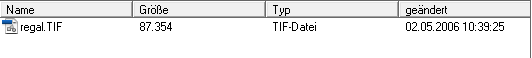 Name Größe Typ geändert
regal.TIF 87.354 TIF-Datei 02.05.2006 10:39:25